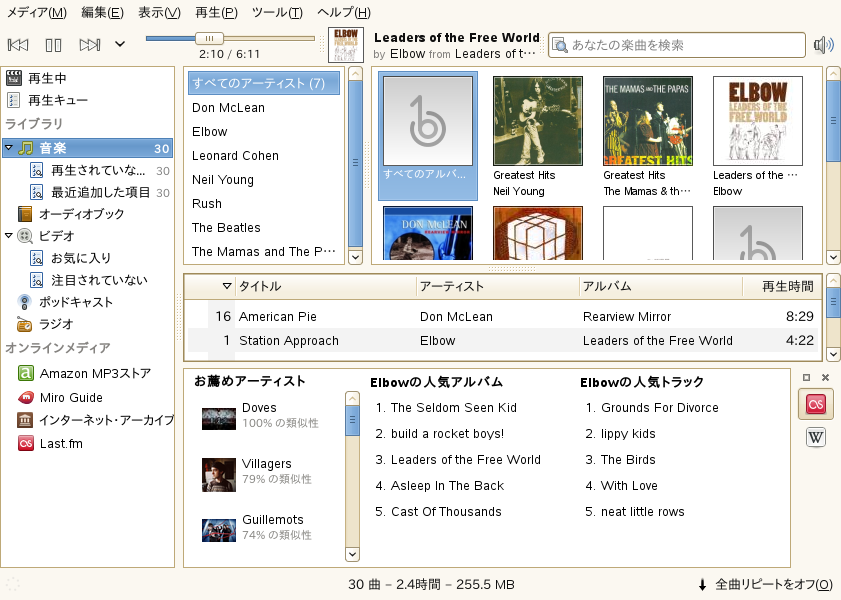 メディア(M) 編集(E) 表示(V) 再生(P) ツール(T) ヘルプ(H)
2:10 / 6:11
Leaders of the Free World
by Elbow from Leaders of t…
あなたの楽曲を検索
再生中
再生キュー
ライブラリ
音楽 30
再生されていな... 30
最近追加した項目 30
オーディオブック
ビデオ
お気に入り
注目されていない
ポッドキャスト
ラジオ
オンラインメディア
Amazon MP3ストア
Miro Guide
インターネット・アーカイブ
Last.fm
すべてのアーティスト (7)
Don McLean
Elbow
Leonard Cohen
Neil Young
Rush
The Beatles
The Mamas and The P…
すべてのアルバ...
Greatest Hits
Neil Young
THE MAMAS AND THE PAPAS
GREATEST HITS
Greatest Hits
The Mamas & th…
ELBOW
LEADERS OF THE
FREE WORLD
Leaders of the …
Elbow
DON McLEAN
タイトル アーティスト アルバム 再生時間
16 American Pie Don McLean Rearview Mirror 8:29
1 Station Approach Elbow Leaders of the Free World 4:22
お薦めアーティスト
Doves
100% の類似性
Villagers
79% の類似性
Guillemots
74% の類似性
Elbowの人気アルバム
1. The Seldom Seen Kid
2. build a rocket boys!
3. Leaders of the Free World
4. Asleep In The Back
5. Cast Of Thousands
Elbowの人気トラック
1. Grounds For Divorce
2. lippy kids
3. The Birds
4. With Love
5. neat little rows
W
30 曲 – 2.4時間 – 255.5 MB
全曲リピートをオフ(O)